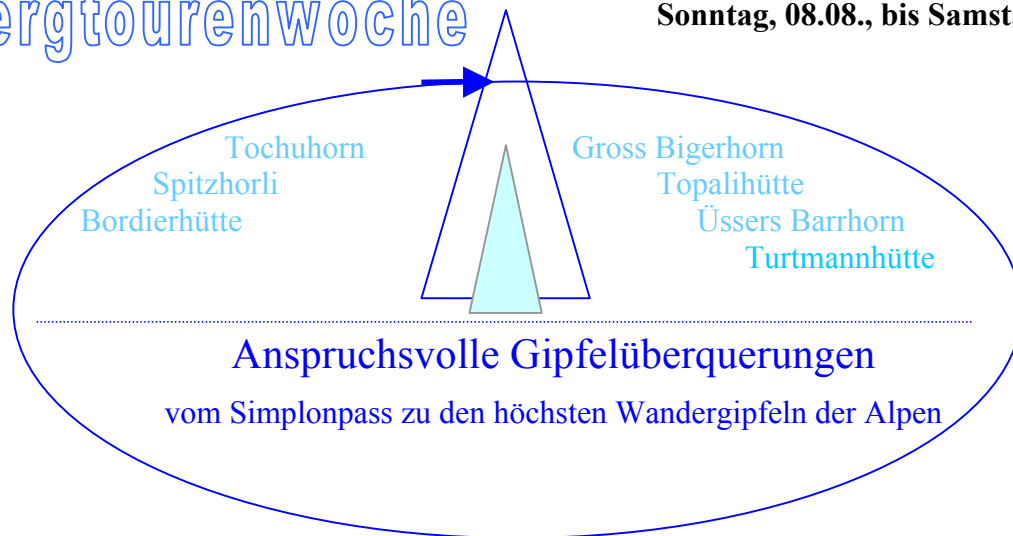 ergtourenwoche
Sonntag, 08.08., bis Samst
Tochuhorn
Spitzhorli
Bordierhütte
Gross Bigerhorn
Topalihütte
Üssers Barrhorn
Turtmannhütte
Anspruchsvolle Gipfelüberquerungen
vom Simplonpass zu den höchsten Wandergipfeln der Alpen